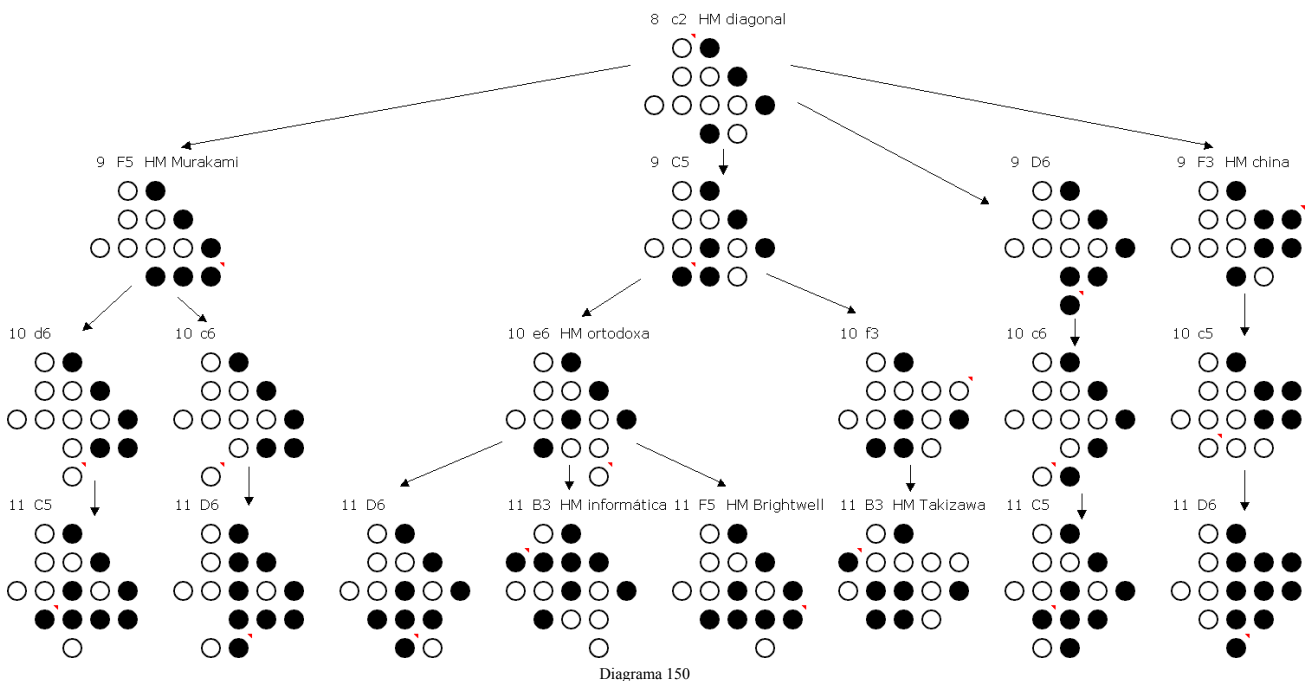 8 c2 HM diagonal
9 F5 HM Murakami
9 C5
9 D6
9 F3 HM china
10 d6
10 c6
10 e6 HM ortodoxa
10 f3
10 c6
10 c5
11 C5
11 D6
11 D6
11 B3 HM informática
11 F5 HM Brightwell
11 B3 HM Takizawa
11 C5
11 D6
Diagrama 150